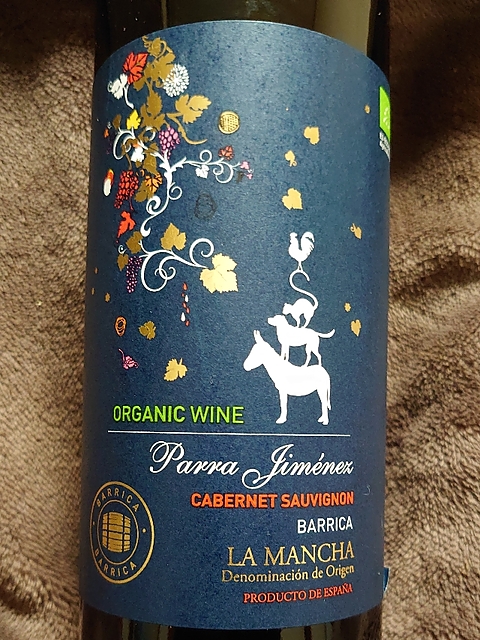 ORGANIC WINE
Parra Jiménez
CABERNET SAUVIGNON
BARRICA
BARRICA
BARRICA
LA MANCHA
Denominación de Origen
PRODUCTO DE ESPAÑA